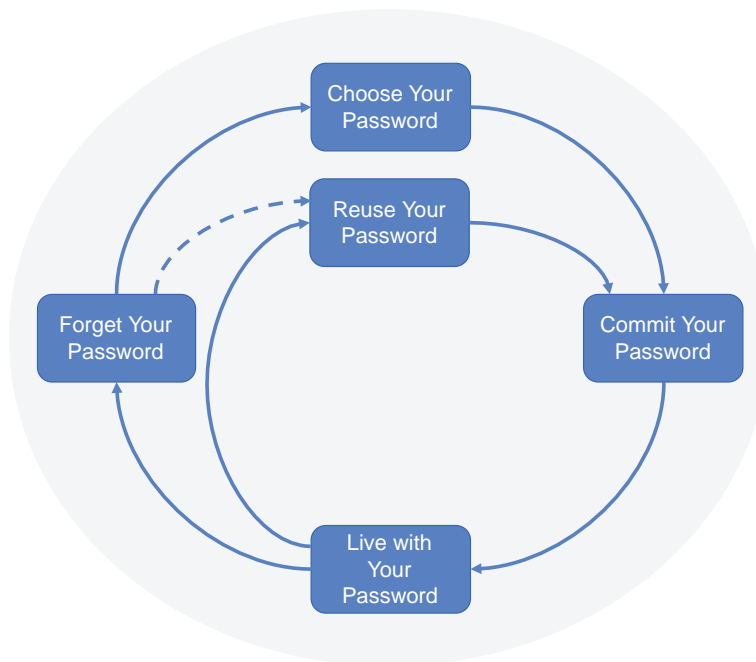 Choose Your
Password
Reuse Your
Password
Forget Your
Password
Commit Your
Password
Live with
Your
Password